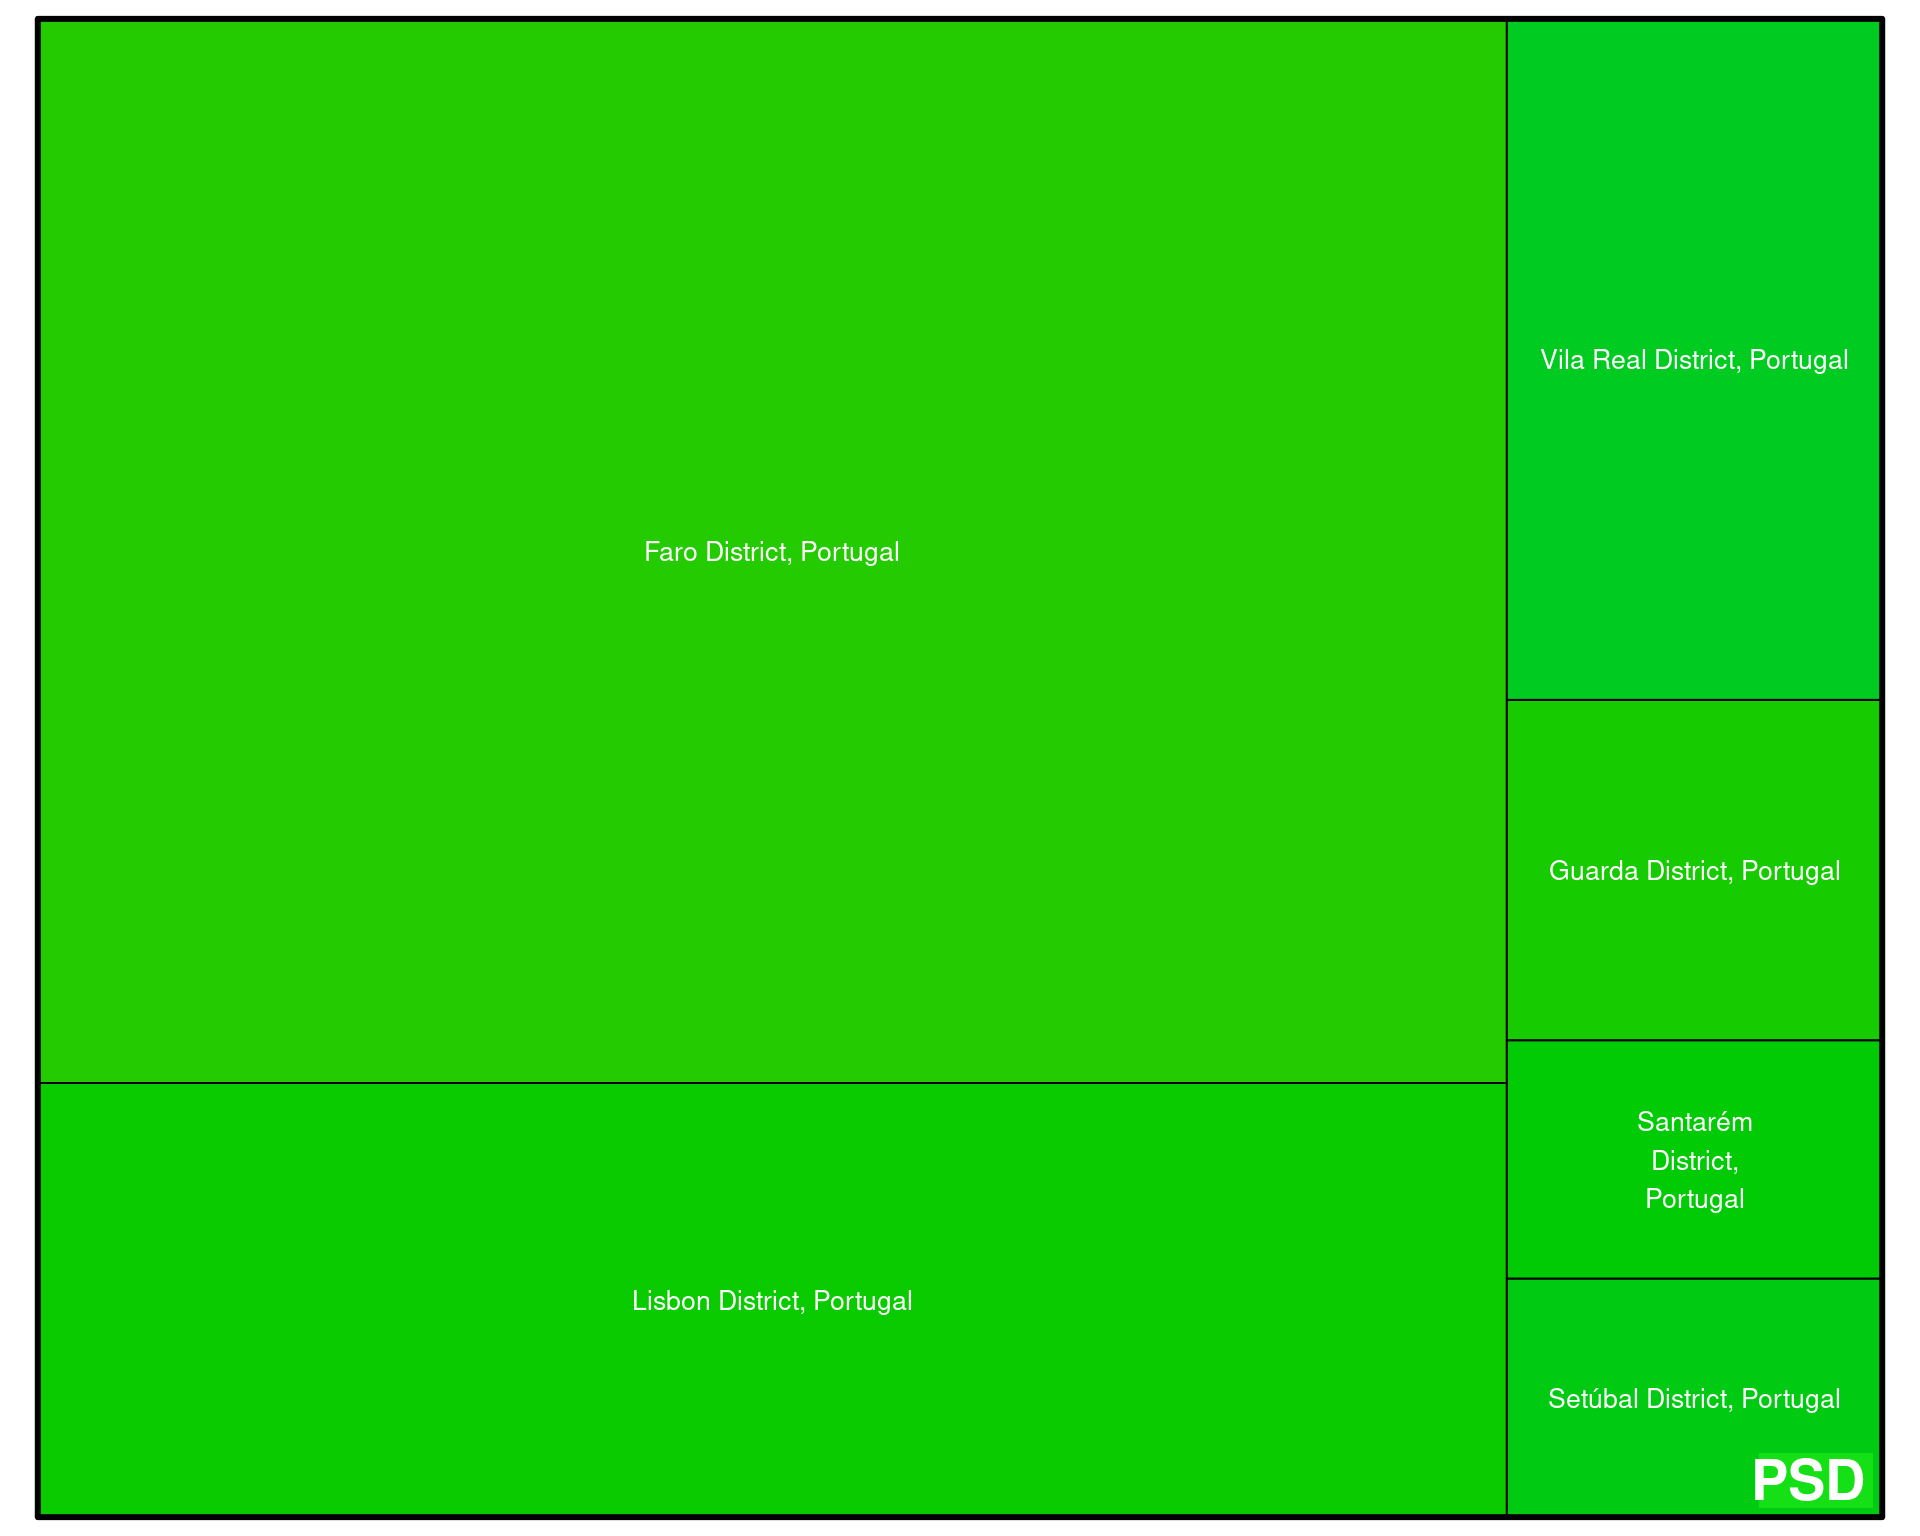 Faro District, Portugal
Lisbon District, Portugal
Vila Real District, Portugal
Guarda District, Portugal
Santarém
District,
Portugal
Setúbal District, Portugal
PSD